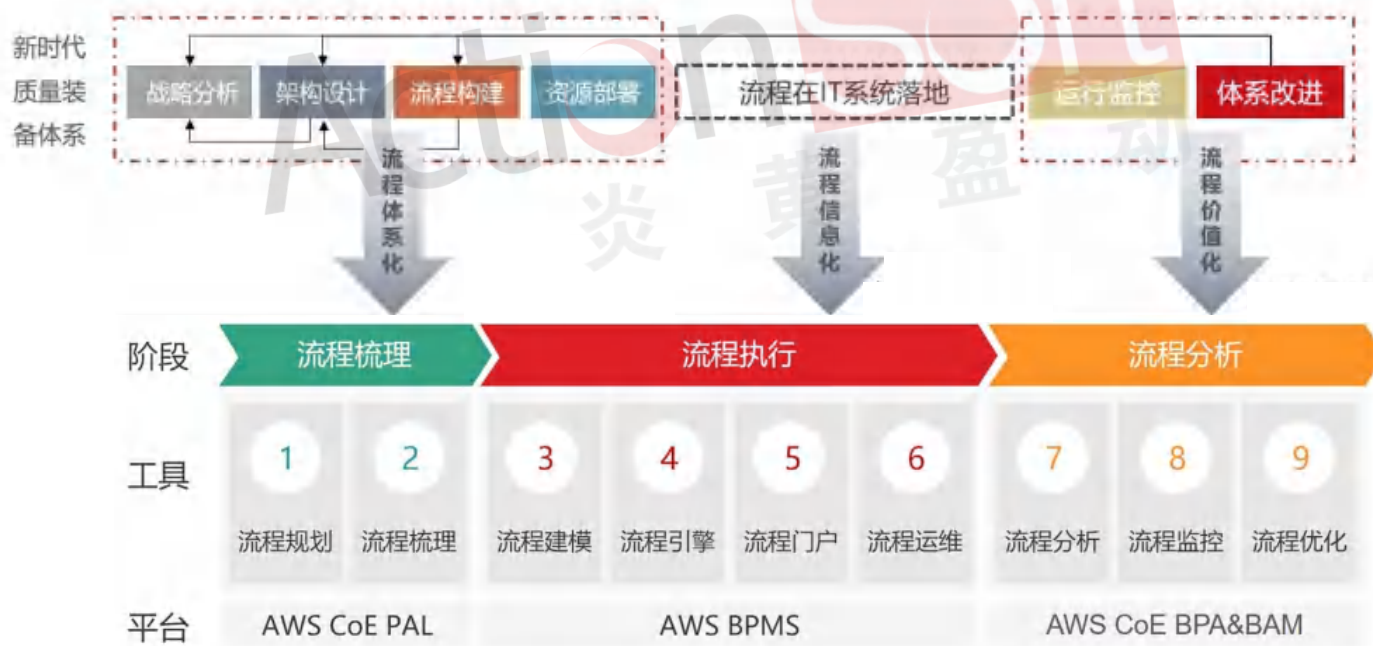 新时代
质量装
备体系
战略分析
架构设计
流程构建
资源部署
流程在IT系统落地
运行监控
体系改进
流程体系化
流程信息化
流程价值化
ActionSoft
炎黄盈动
阶段
流程梳理
流程执行
流程分析
工具
1
2
3
4
5
6
7
8
9
流程规划
流程梳理
流程建模
流程引擎
流程门户
流程运维
流程分析
流程监控
流程优化
平台
AWS CoE PAL
AWS BPMS
AWS CoE BPA&BAM